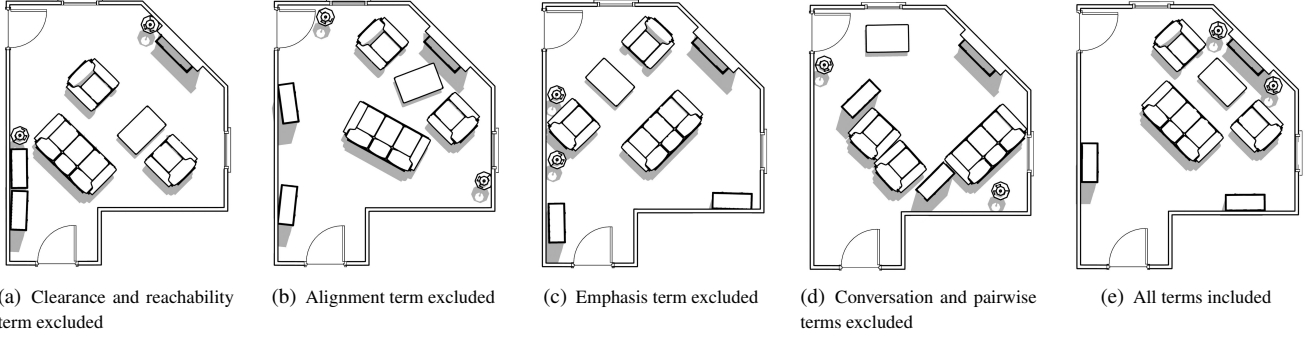 (a) Clearance and reachability
term excluded
(b) Alignment term excluded
(c) Emphasis term excluded
(d) Conversation and pairwise
terms excluded
(e) All terms included